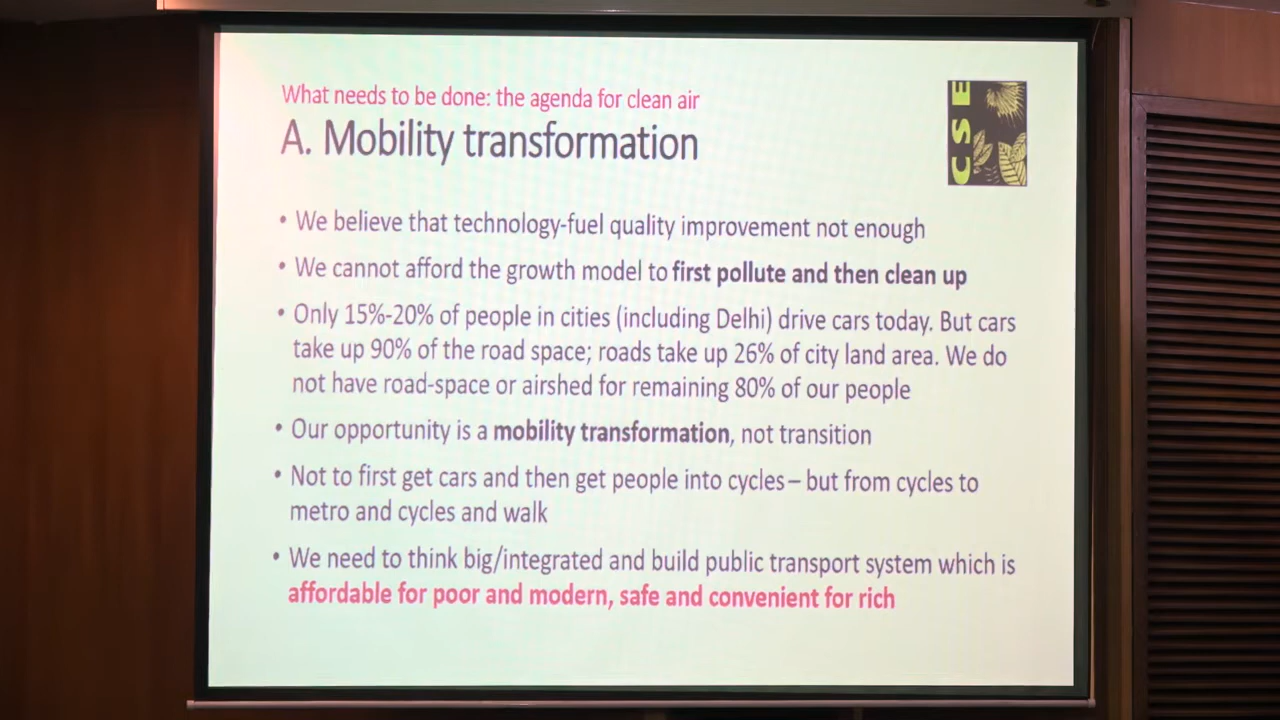 What needs to be done: the agenda for clean air
A. Mobility transformation
CSE
• We believe that technology-fuel quality improvement not enough
• We cannot afford the growth model to first pollute and then clean up
• Only 15%-20% of people in cities (including Delhi) drive cars today. But cars
take up 90% of the road space; roads take up 26% of city land area. We do
not have road-space or airshed for remaining 80% of our people
• Our opportunity is a mobility transformation, not transition
• Not to first get cars and then get people into cycles – but from cycles to
metro and cycles and walk
• We need to think big/integrated and build public transport system which is
affordable for poor and modern, safe and convenient for rich